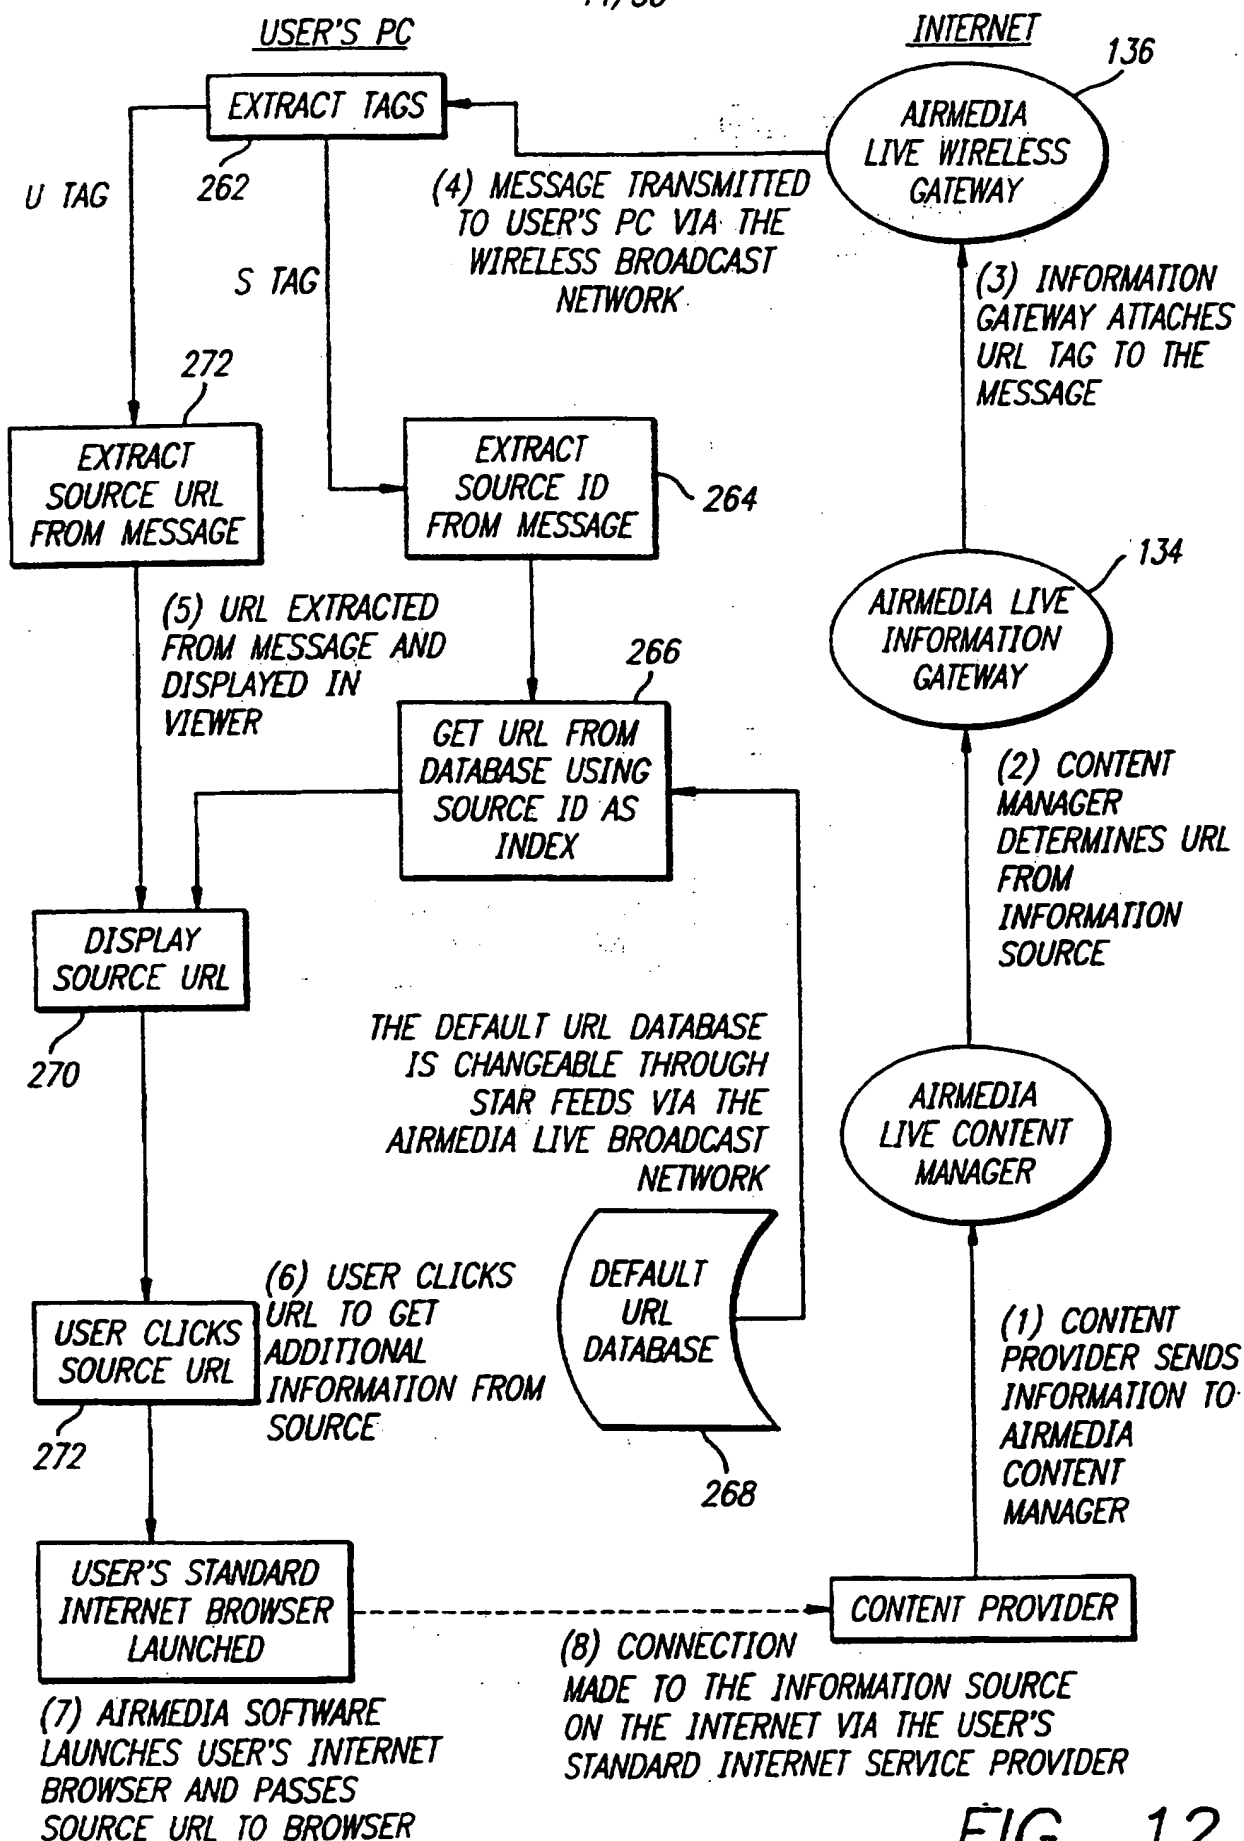 USER'S PC
INTERNET
136
EXTRACT TAGS
AIRMEDIA
LIVE WIRELESS
GATEWAY
262
U TAG
S TAG
(4) MESSAGE TRANSMITTED
TO USER'S PC VIA THE
WIRELESS BROADCAST
NETWORK
(3) INFORMATION
GATEWAY ATTACHES
URL TAG TO THE
MESSAGE
272
EXTRACT
SOURCE URL
FROM MESSAGE
EXTRACT
SOURCE ID
FROM MESSAGE
264
134
AIRMEDIA LIVE
INFORMATION
GATEWAY
(5) URL EXTRACTED
FROM MESSAGE AND
DISPLAYED IN
VIEWER
266
GET URL FROM
DATABASE USING
SOURCE ID AS
INDEX
(2) CONTENT
MANAGER
DETERMINES URL
FROM
INFORMATION
SOURCE
DISPLAY
SOURCE URL
270
THE DEFAULT URL DATABASE
IS CHANGEABLE THROUGH
STAR FEEDS VIA THE
AIRMEDIA LIVE BROADCAST
NETWORK
AIRMEDIA
LIVE CONTENT
MANAGER
(6) USER CLICKS
URL TO GET
ADDITIONAL
INFORMATION FROM
SOURCE
DEFAULT
URL
DATABASE
268
USER CLICKS
SOURCE URL
272
(1) CONTENT
PROVIDER SENDS
INFORMATION TO
AIRMEDIA
CONTENT
MANAGER
USER'S STANDARD
INTERNET BROWSER
LAUNCHED
CONTENT PROVIDER
(7) AIRMEDIA SOFTWARE
LAUNCHES USER'S INTERNET
BROWSER AND PASSES
SOURCE URL TO BROWSER
(8) CONNECTION
MADE TO THE INFORMATION SOURCE
ON THE INTERNET VIA THE USER'S
STANDARD INTERNET SERVICE PROVIDER
FIG. 12